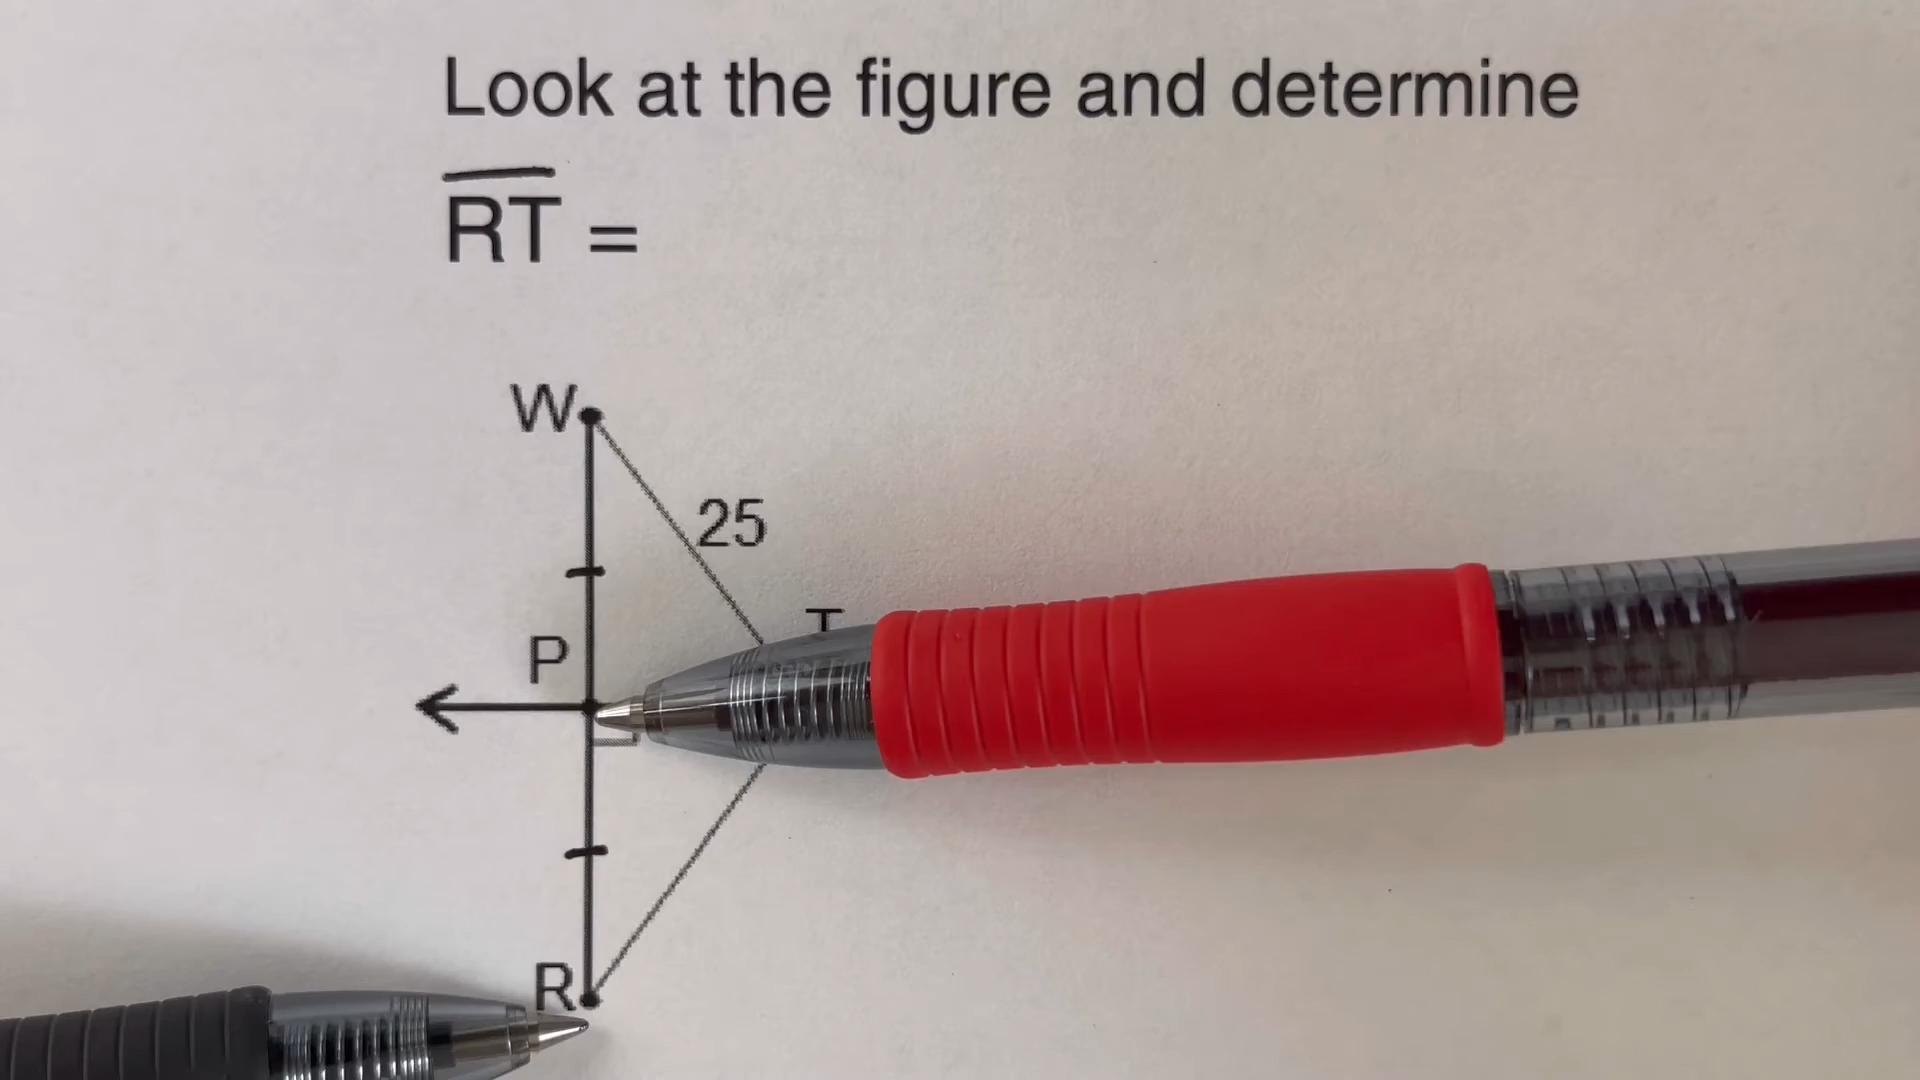 Look at the figure and determine
RT =
W
25
T
P
R